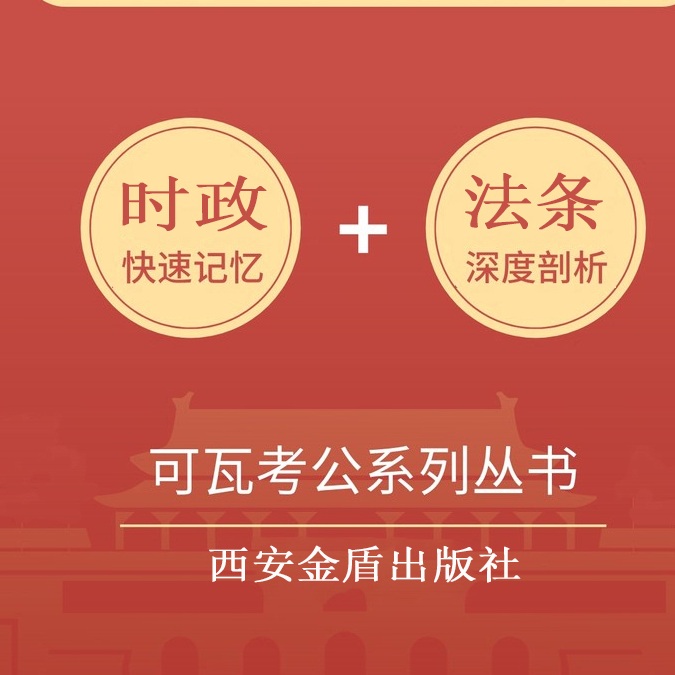 时政
快速记忆
+
法条
深度剖析
可瓦考公系列丛书
西安金盾出版社